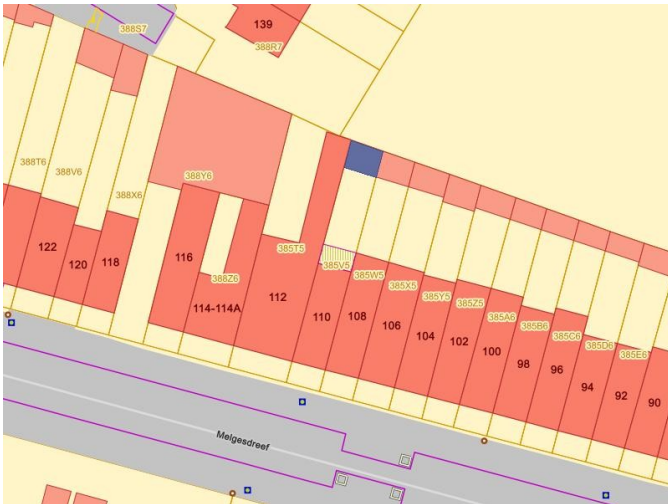 388S7
139
388R7
388T6
388V6
388X6
388Y6
122
120
118
116
388Z6
114-114A
385T5
112
385V5
110
385W5
108
385X5
106
385Y5
104
385Z5
102
385A6
100
385B6
98
385C6
96
385D6
94
385E6
92
90
Melgesdreef